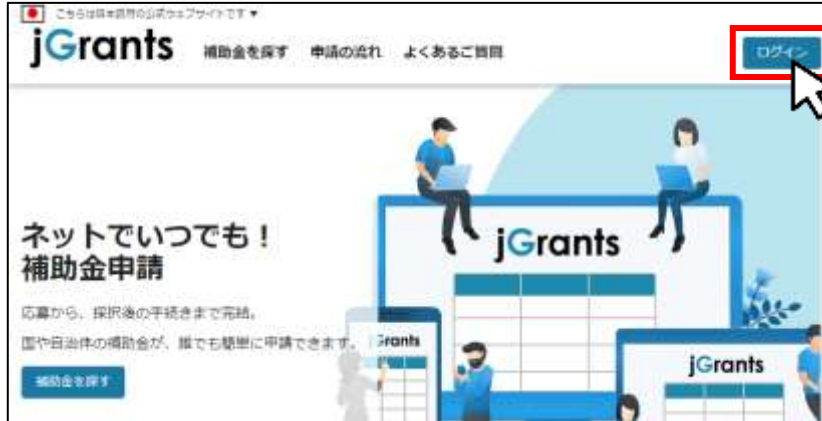 こちらは日本政府の公式ウェブサイトです ▼
jGrants 補助金を探す 申請の流れ よくあるご質問 ログイン
jGrants
ネットでいつでも！
補助金申請
応募から、採択後の手続きまで完結。
国や自治体の補助金が、誰でも簡単に申請できます。
jGrants
jGrants
補助金を探す